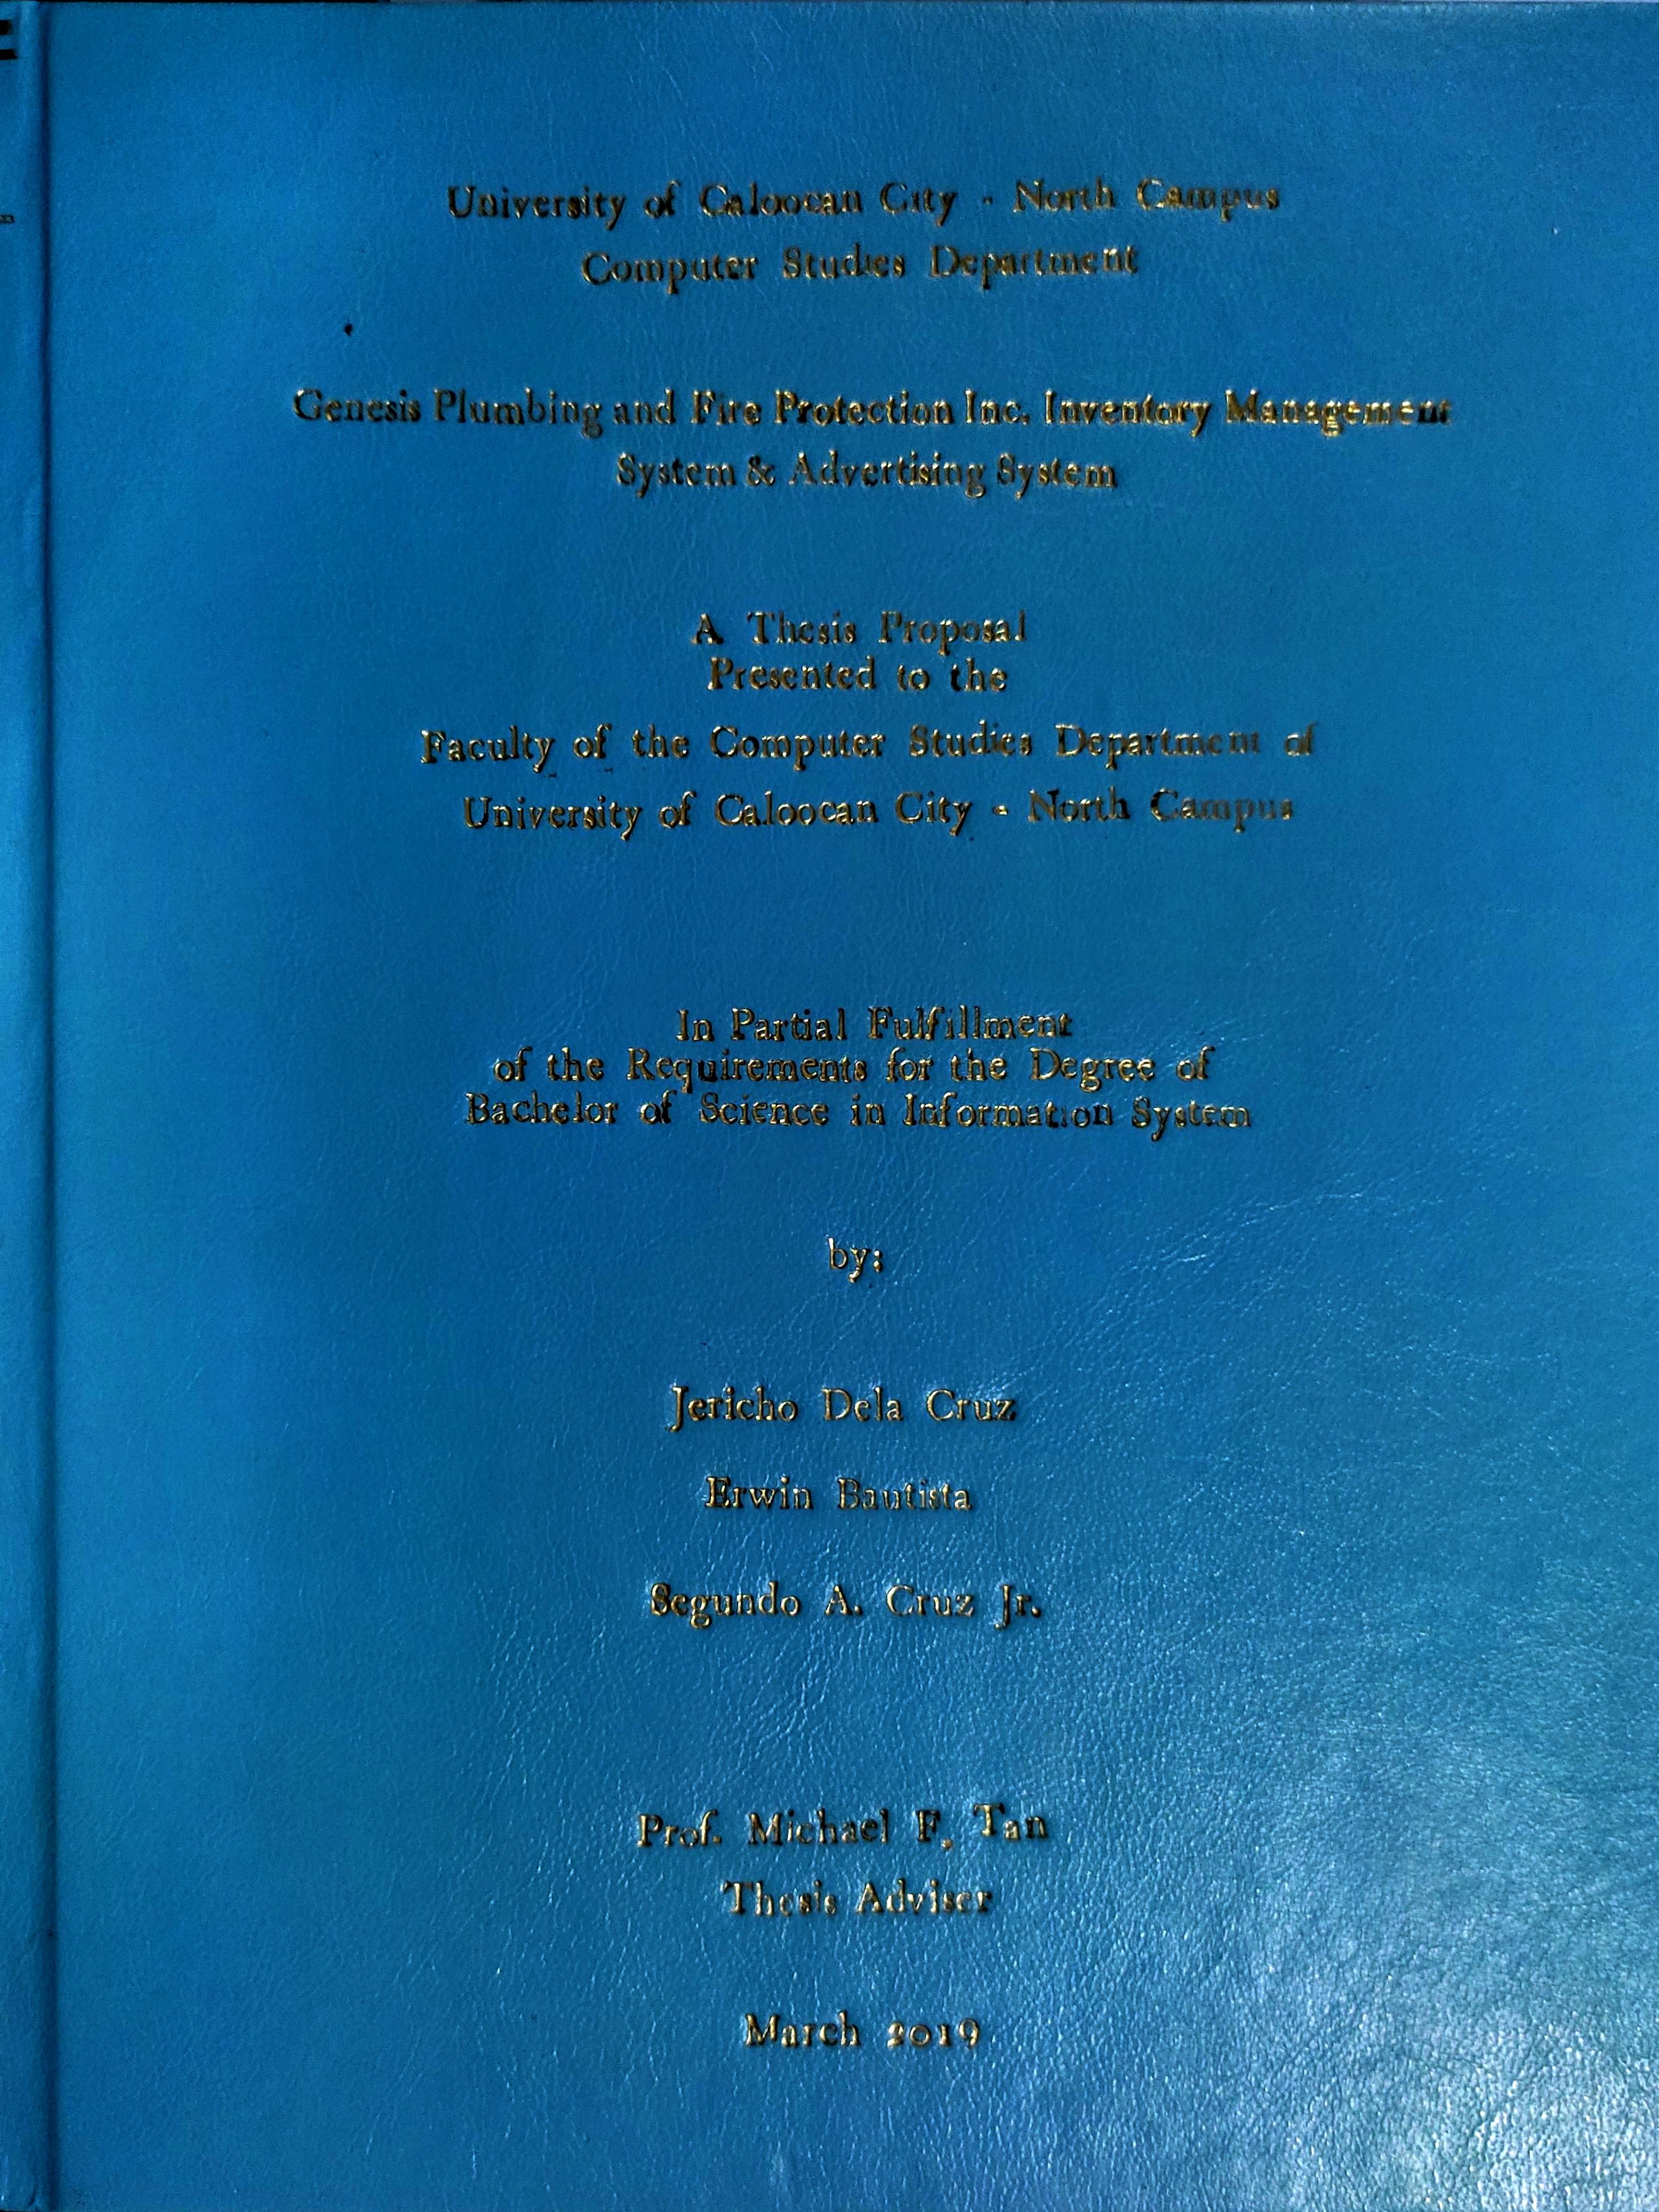 University of Caloocan City - North Campus
Computer Studies Department
Genesis Plumbing and Fire Protection Inc. Inventory Management
System & Advertising System
A Thesis Proposal
Presented to the
Faculty of the Computer Studies Department of
University of Caloocan City - North Campus
In Partial Fulfillment
of the Requirements for the Degree of
Bachelor of Science in Information System
by:
Jericho Dela Cruz
Erwin Bautista
Segundo A. Cruz Jr.
Prof. Michael F. Tan
Thesis Adviser
March 2019